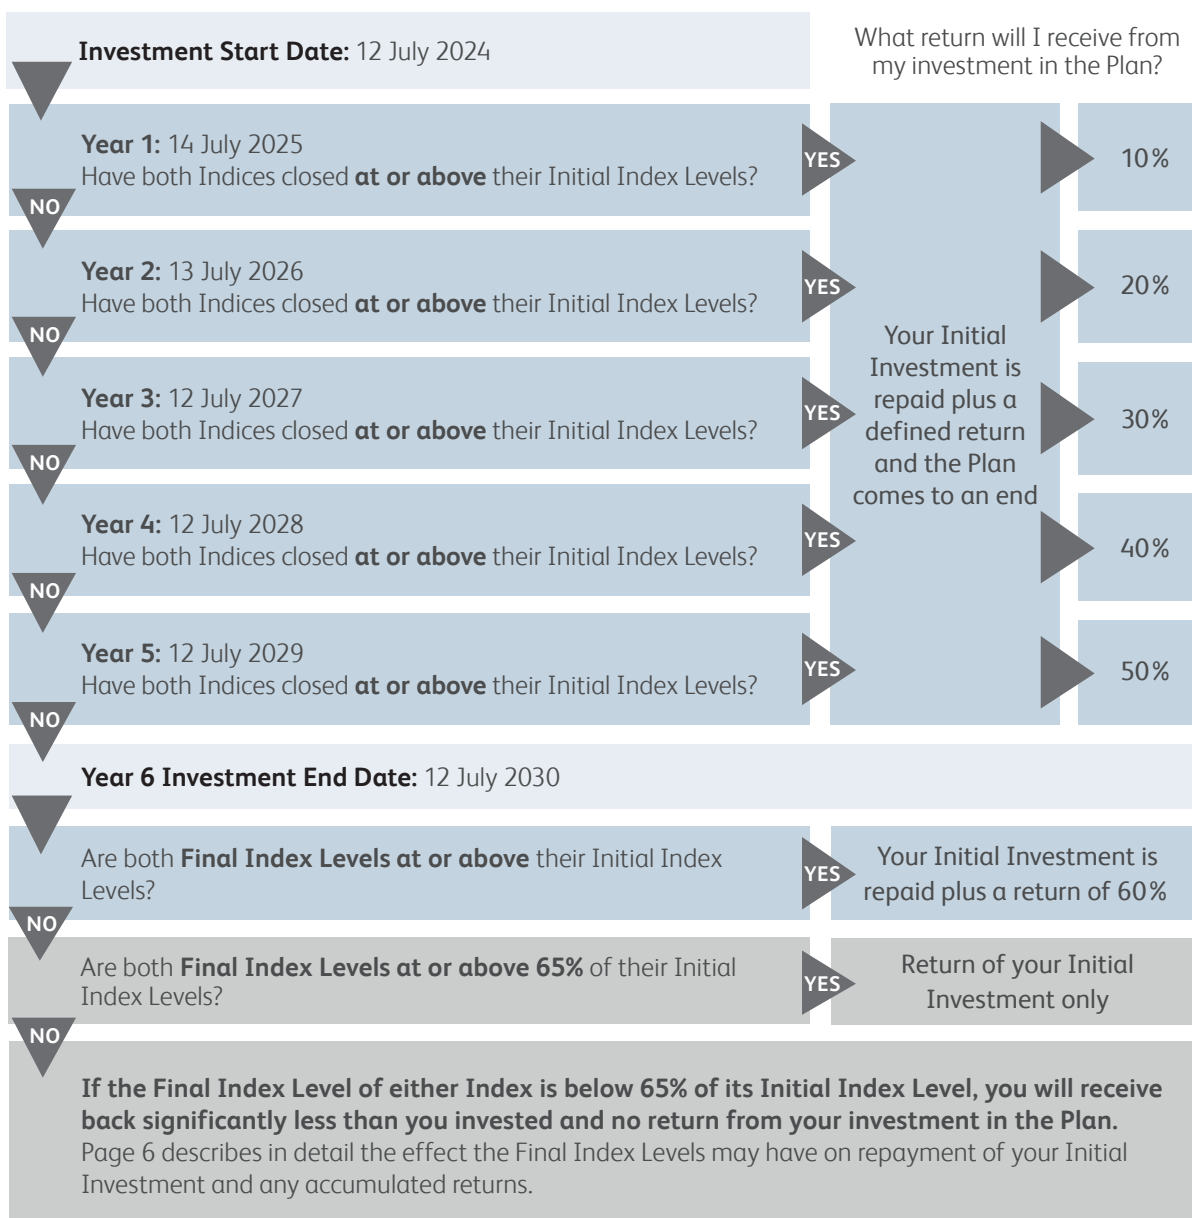 Investment Start Date: 12 July 2024
What return will I receive from
my investment in the Plan?
Year 1: 14 July 2025
Have both Indices closed at or above their Initial Index Levels?
YES
10%
NO
Year 2: 13 July 2026
Have both Indices closed at or above their Initial Index Levels?
YES
20%
NO
Year 3: 12 July 2027
Have both Indices closed at or above their Initial Index Levels?
YES
30%
NO
Year 4: 12 July 2028
Have both Indices closed at or above their Initial Index Levels?
YES
40%
NO
Year 5: 12 July 2029
Have both Indices closed at or above their Initial Index Levels?
YES
50%
NO
Your Initial
Investment is
repaid plus a
defined return
and the Plan
comes to an end
Year 6 Investment End Date: 12 July 2030
Are both Final Index Levels at or above their Initial Index
Levels?
YES
Your Initial Investment is
repaid plus a return of 60%
NO
Are both Final Index Levels at or above 65% of their Initial
Index Levels?
YES
Return of your Initial
Investment only
NO
If the Final Index Level of either Index is below 65% of its Initial Index Level, you will receive
back significantly less than you invested and no return from your investment in the Plan.
Page 6 describes in detail the effect the Final Index Levels may have on repayment of your Initial
Investment and any accumulated returns.